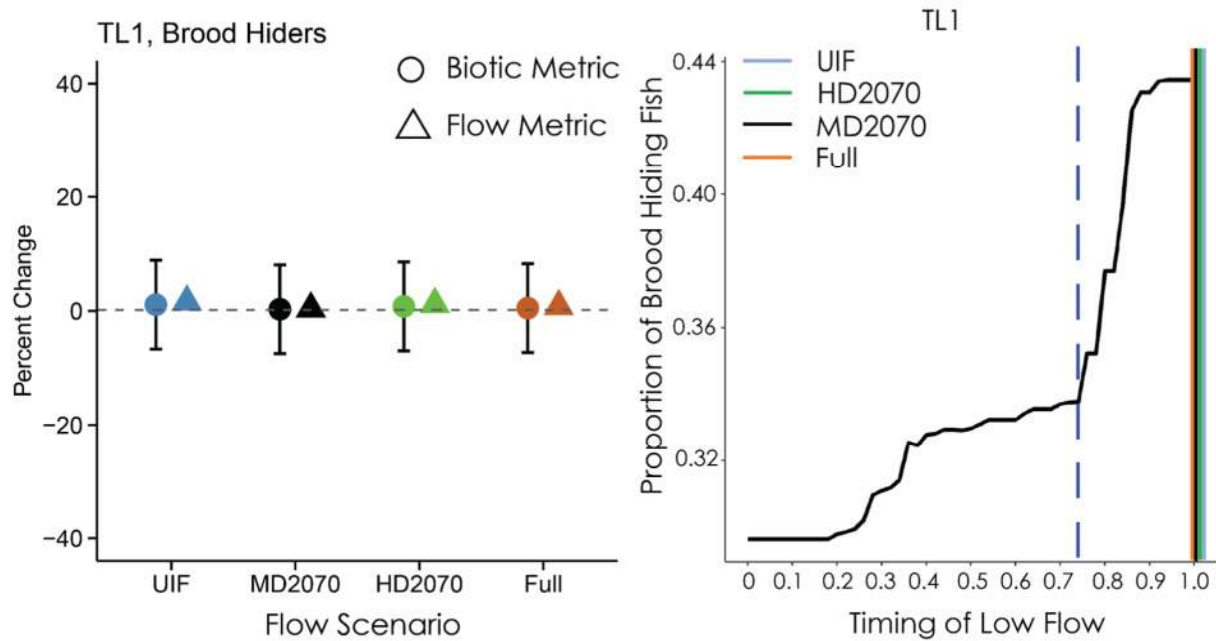 TL1, Brood Hiders
Biotic Metric
Flow Metric
Percent Change
40
20
0
−20
−40
UIF MD2070 HD2070 Full
Flow Scenario
TL1
UIF
HD2070
MD2070
Full
Proportion of Brood Hiding Fish
0.44
0.40
0.36
0.32
0 0.1 0.2 0.3 0.4 0.5 0.6 0.7 0.8 0.9 1.0
Timing of Low Flow